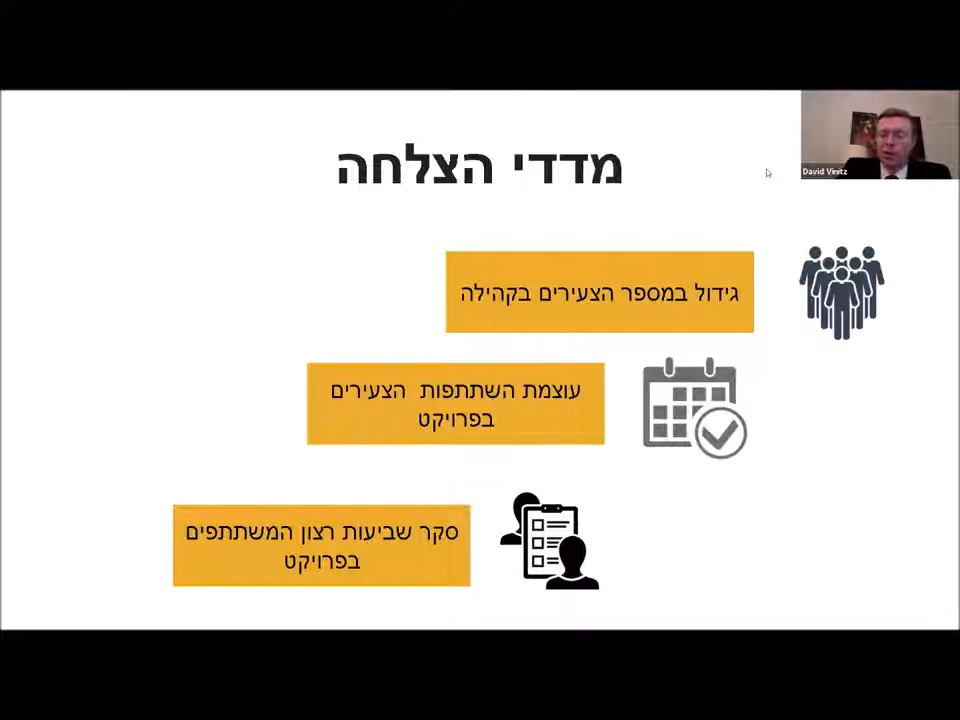 מדדי הצלחה
David Vinitz
גידול במספר הצעירים בקהילה
עוצמת השתתפות הצעירים
בפרויקט
סקר שביעות רצון המשתתפים
בפרויקט